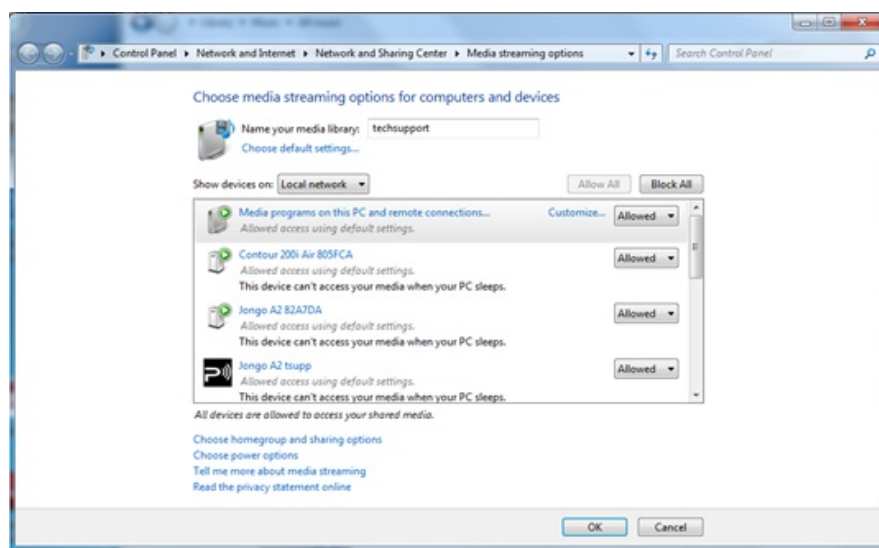 Control Panel ▸ Network and Internet ▸ Network and Sharing Center ▸ Media streaming options
Search Control Panel
Choose media streaming options for computers and devices
Name your media library: techsupport
Choose default settings...
Show devices on: Local network
Allow All Block All
Media programs on this PC and remote connections... Customize... Allowed
Allowed access using default settings.
Contour 200i Air 805FCA Allowed
Allowed access using default settings.
This device can't access your media when your PC sleeps.
Jongo A2 82A7DA Allowed
Allowed access using default settings.
This device can't access your media when your PC sleeps.
Jongo A2 tsupp Allowed
Allowed access using default settings.
This device can't access your media when your PC sleeps.
All devices are allowed to access your shared media.
Choose homegroup and sharing options
Choose power options
Tell me more about media streaming
Read the privacy statement online
OK Cancel